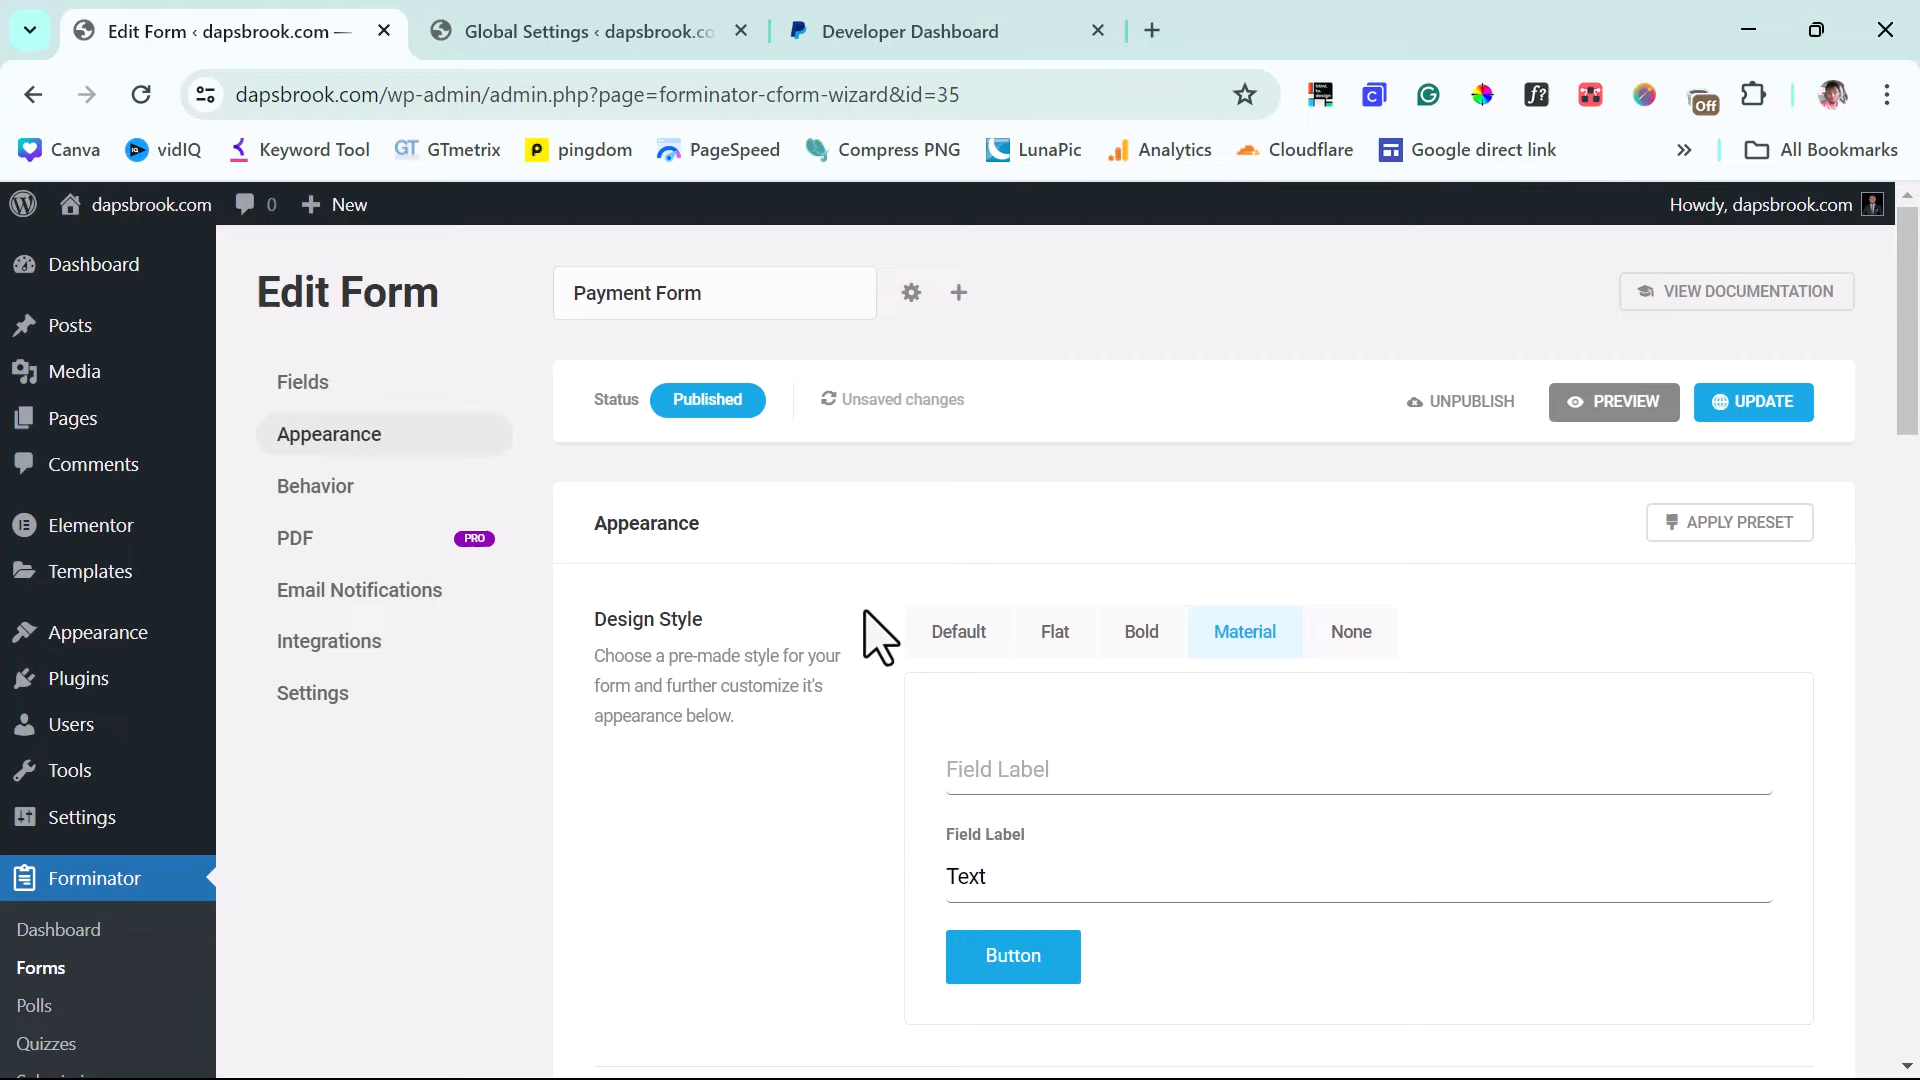 Edit Form ‹ dapsbrook.com —
Global Settings ‹ dapsbrook.co
Developer Dashboard
dapsbrook.com/wp-admin/admin.php?page=forminator-cform-wizard&id=35
Off
Canva
vidIQ
Keyword Tool
GTmetrix
pingdom
PageSpeed
Compress PNG
LunaPic
Analytics
Cloudflare
Google direct link
All Bookmarks
dapsbrook.com
0
New
Howdy, dapsbrook.com
Dashboard
Posts
Media
Pages
Comments
Elementor
Templates
Appearance
Plugins
Users
Tools
Settings
Forminator
Dashboard
Forms
Polls
Quizzes
Edit Form
Payment Form
VIEW DOCUMENTATION
Fields
Appearance
Behavior
PDF
PRO
Email Notifications
Integrations
Settings
Status
Published
Unsaved changes
UNPUBLISH
PREVIEW
UPDATE
Appearance
APPLY PRESET
Design Style
Choose a pre-made style for your
form and further customize it's
appearance below.
Default
Flat
Bold
Material
None
Field Label
Field Label
Text
Button